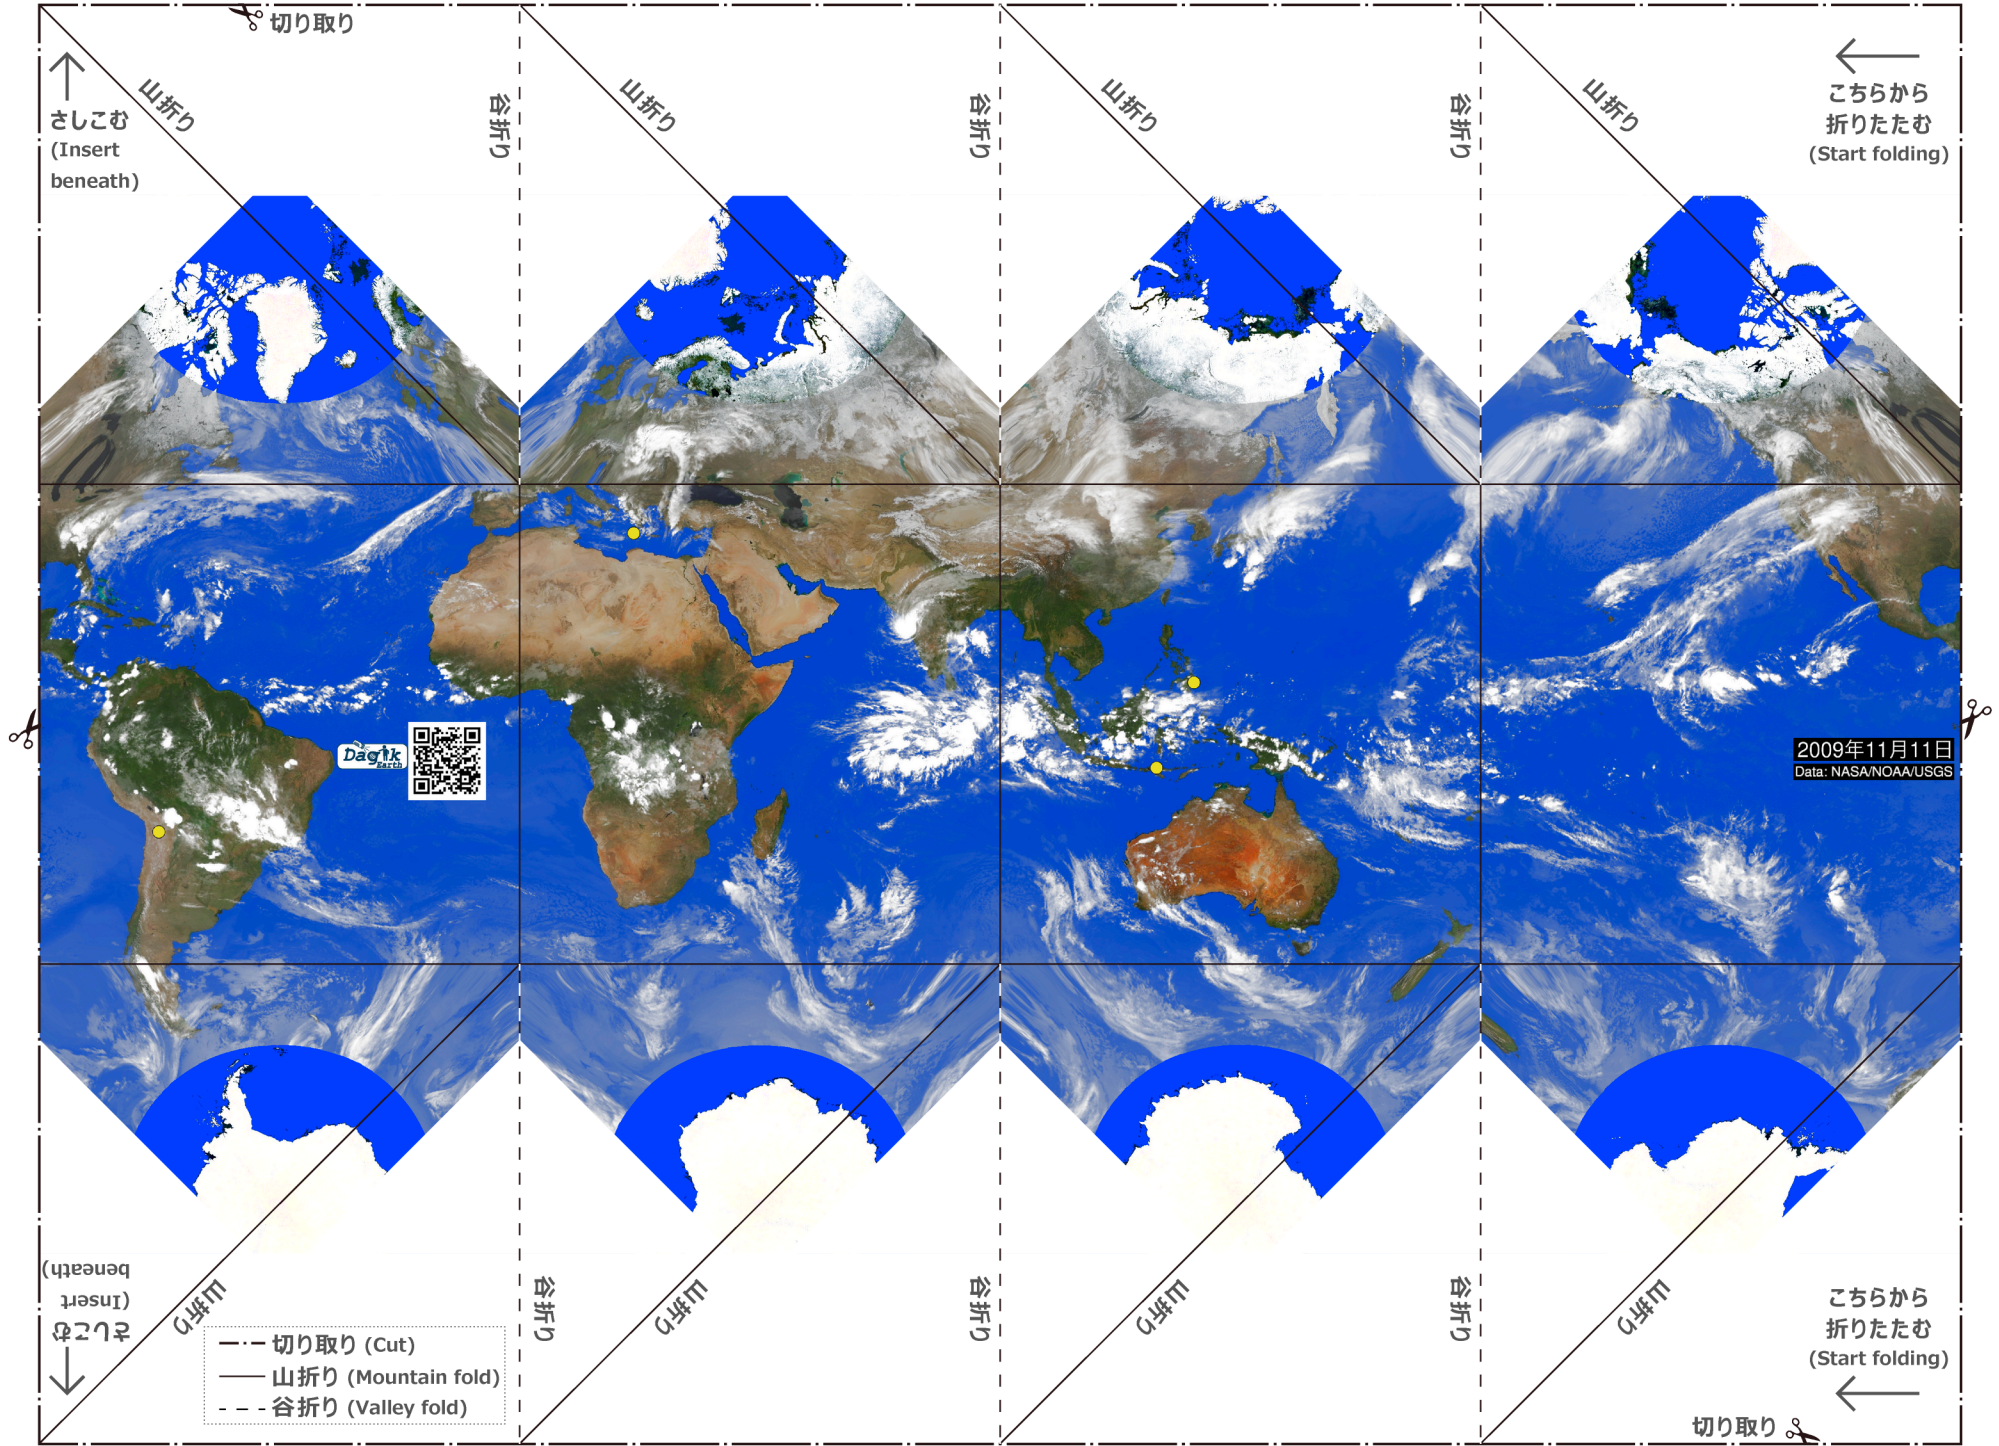 切り取り
さしこむ
(Insert
beneath)
山折り
谷折り
山折り
谷折り
山折り
谷折り
山折り
こちらから
折りたたむ
(Start folding)
Dagik
Earth
2009年11月11日
Data: NASA/NOAA/USGS
さしこむ
(Insert
beneath)
山折り
谷折り
山折り
谷折り
山折り
谷折り
山折り
こちらから
折りたたむ
(Start folding)
切り取り (Cut)
山折り (Mountain fold)
谷折り (Valley fold)
切り取り